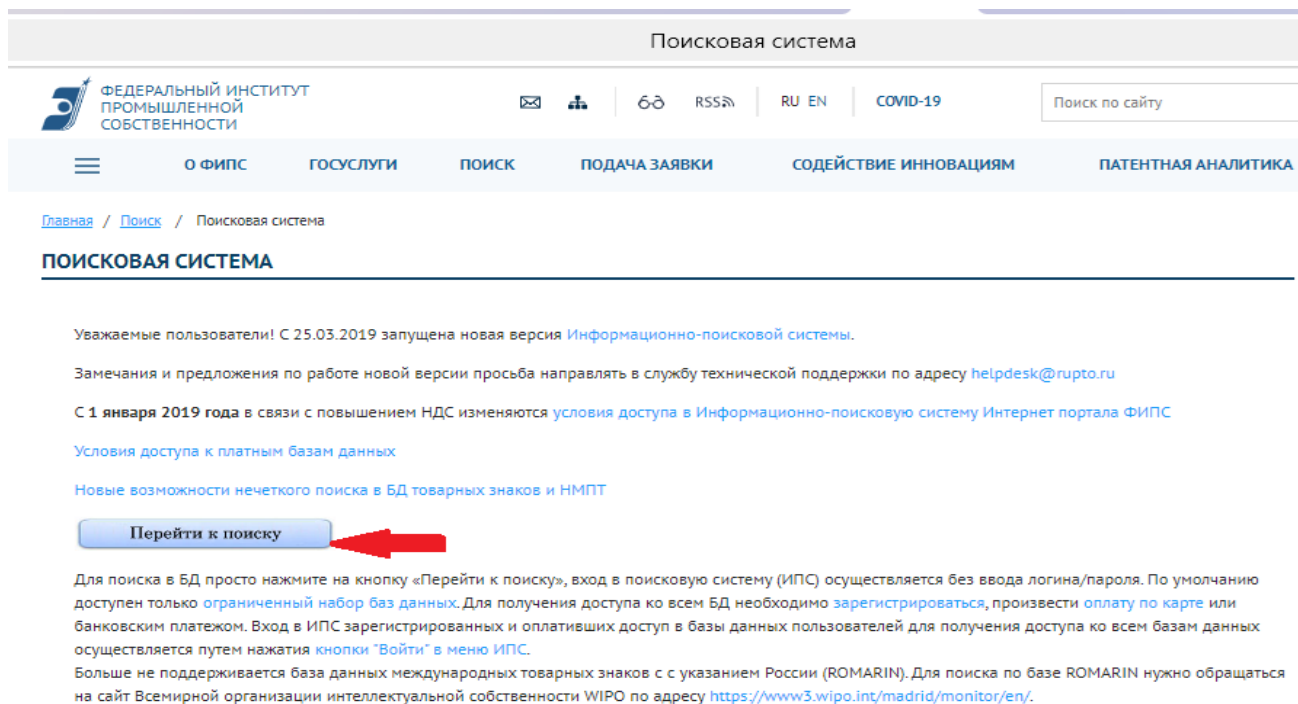 Поисковая система
ФЕДЕРАЛЬНЫЙ ИНСТИТУТ
ПРОМЫШЛЕННОЙ
СОБСТВЕННОСТИ
RSS RU EN COVID-19 Поиск по сайту
О ФИПС ГОСУСЛУГИ ПОИСК ПОДАЧА ЗАЯВКИ СОДЕЙСТВИЕ ИННОВАЦИЯМ ПАТЕНТНАЯ АНАЛИТИКА
Главная / Поиск / Поисковая система
ПОИСКОВАЯ СИСТЕМА
Уважаемые пользователи! С 25.03.2019 запущена новая версия Информационно-поисковой системы.
Замечания и предложения по работе новой версии просьба направлять в службу технической поддержки по адресу helpdesk@rupto.ru
С 1 января 2019 года в связи с повышением НДС изменяются условия доступа в Информационно-поисковую систему Интернет портала ФИПС
Условия доступа к платным базам данных
Новые возможности нечеткого поиска в БД товарных знаков и НМПТ
Перейти к поиску
Для поиска в БД просто нажмите на кнопку «Перейти к поиску», вход в поисковую систему (ИПС) осуществляется без ввода логина/пароля. По умолчанию
доступен только ограниченный набор баз данных. Для получения доступа ко всем БД необходимо зарегистрироваться, произвести оплату по карте или
банковским платежом. Вход в ИПС зарегистрированных и оплативших доступ в базы данных пользователей для получения доступа ко всем базам данных
осуществляется путем нажатия кнопки "Войти" в меню ИПС.
Больше не поддерживается база данных международных товарных знаков с с указанием России (ROMARIN). Для поиска по базе ROMARIN нужно обращаться
на сайт Всемирной организации интеллектуальной собственности WIPO по адресу https://www3.wipo.int/madrid/monitor/en/.